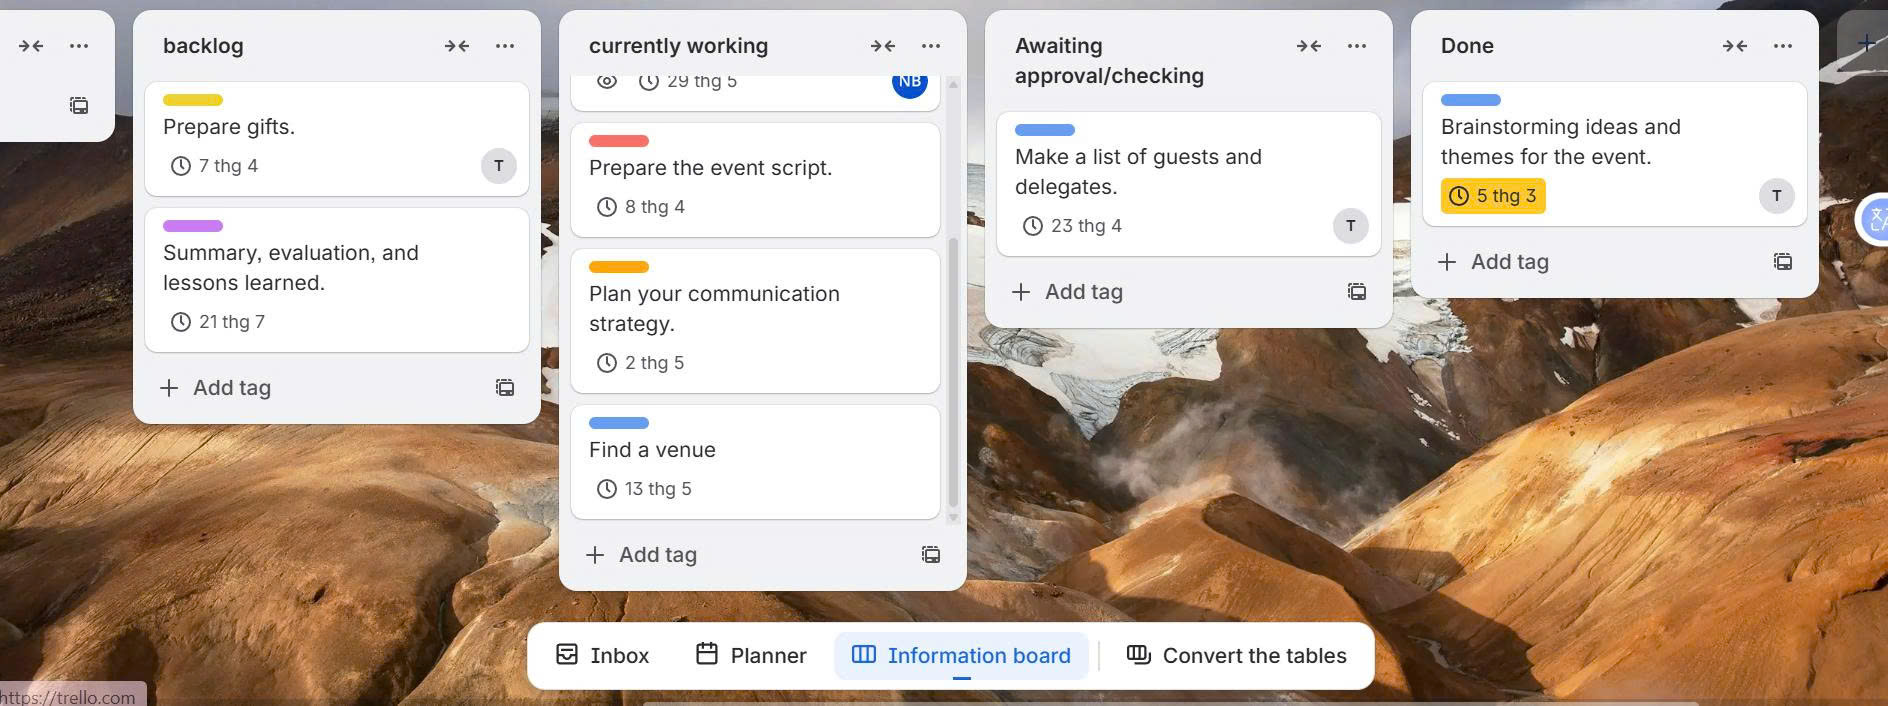 backlog
Prepare gifts.
7 thg 4
T
Summary, evaluation, and
lessons learned.
21 thg 7
Add tag
currently working
29 thg 5
NB
Prepare the event script.
8 thg 4
Plan your communication
strategy.
2 thg 5
Find a venue
13 thg 5
Add tag
Awaiting
approval/checking
Make a list of guests and
delegates.
23 thg 4
T
Add tag
Done
Brainstorming ideas and
themes for the event.
5 thg 3
T
Add tag
Inbox
Planner
Information board
Convert the tables
https://trello.com